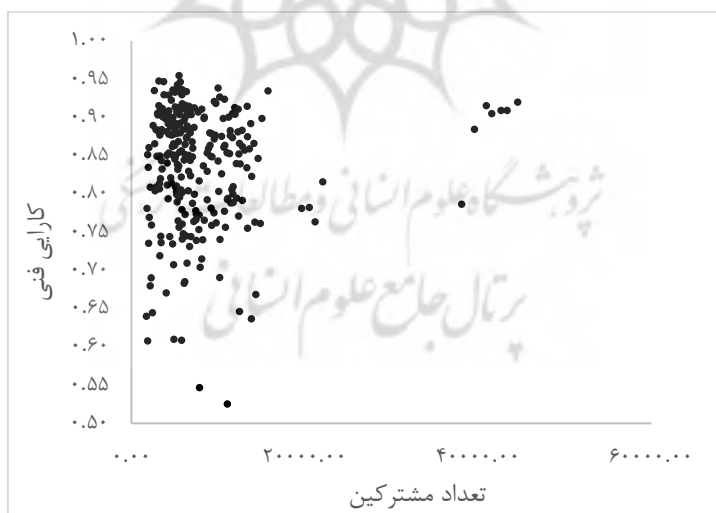 ۱.۰۰
۰.۹۵
۰.۹۰
۰.۸۵
۰.۸۰
۰.۷۵
۰.۷۰
۰.۶۵
۰.۶۰
۰.۵۵
۰.۵۰
کارایی فنی
۰.۰۰ ۲۰۰۰۰.۰۰ ۴۰۰۰۰.۰۰ ۶۰۰۰۰.۰۰
تعداد مشترکین
پژوهشگاه علوم انسانی و مطالعات فرهنگی
پرتال جامع علوم انسانی